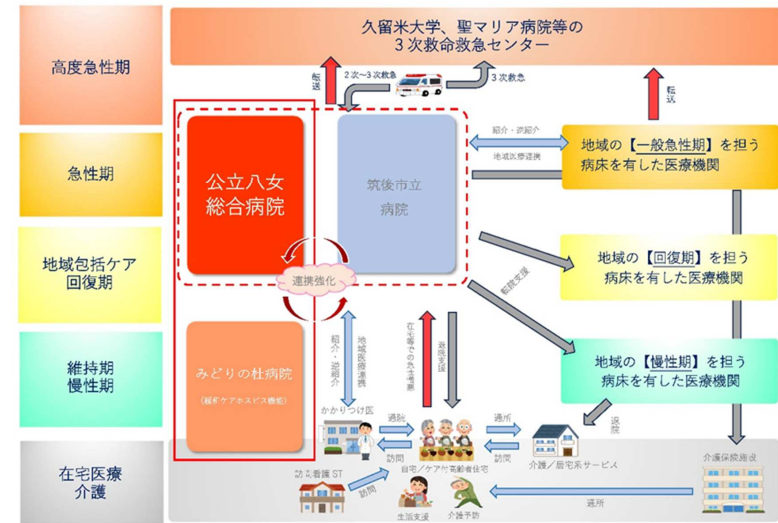 高度急性期
急性期
地域包括ケア
回復期
維持期
慢性期
在宅医療
介護
久留米大学、聖マリア病院等の
3次救命救急センター
転送
2次～3次救急
3次救急
転送
公立八女
総合病院
筑後市立
病院
連携強化
みどりの杜病院
(緩和ケアホスピス機能)
紹介・逆紹介
地域医療連携
地域の【一般急性期】を担う
病床を有した医療機関
地域の【回復期】を担う
病床を有した医療機関
転院支援
地域の【慢性期】を担う
病床を有した医療機関
紹介・逆紹介
地域医療連携
在宅等での急性増悪
退院支援
退院
かかりつけ医
通院
訪問
通所
訪問
訪問看護ST
訪問
自宅/ケア付高齢者住宅
介護/居宅系サービス
介護保険施設
生活支援
介護予防
通所